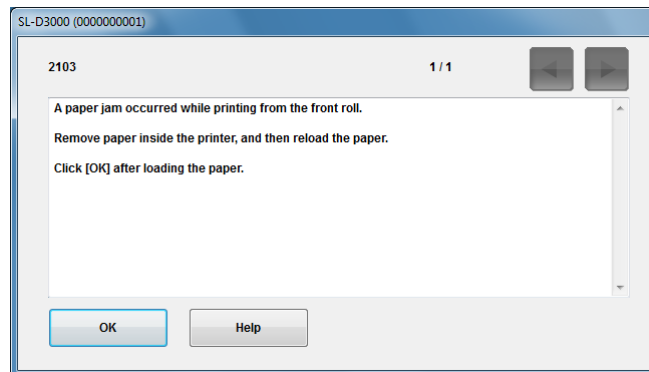 SL-D3000 (0000000001)
2103 1 / 1
A paper jam occurred while printing from the front roll.
Remove paper inside the printer, and then reload the paper.
Click [OK] after loading the paper.
OK Help